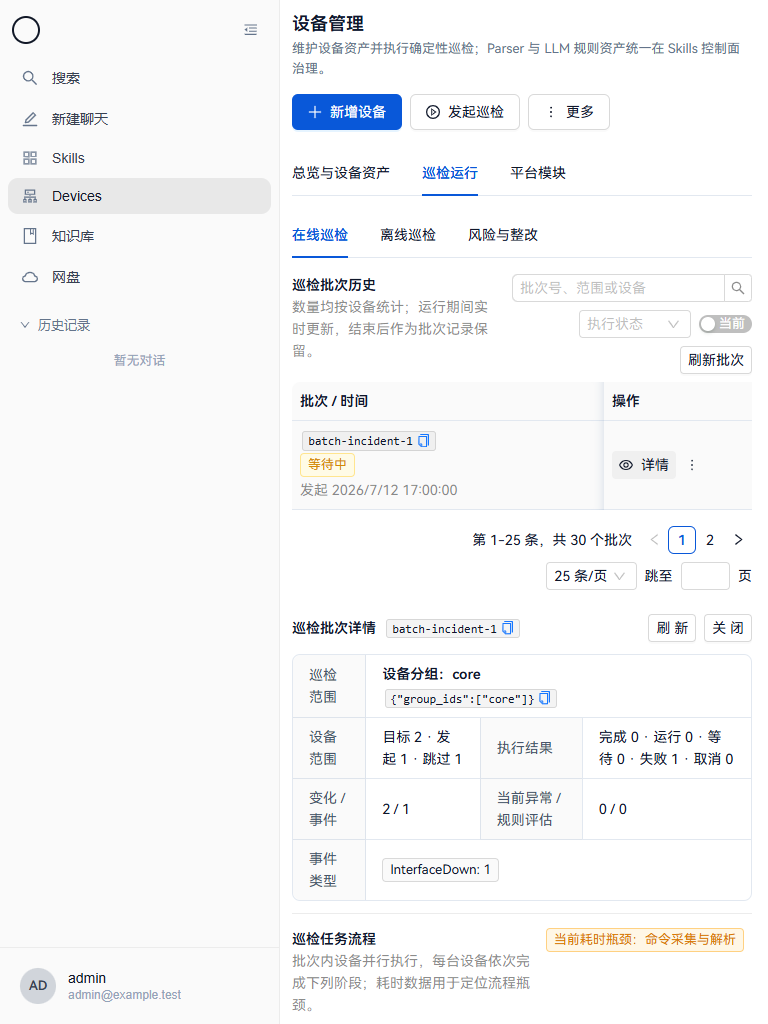 搜索
新建聊天
Skills
Devices
知识库
网盘
历史记录
暂无对话
AD
admin
admin@example.test
设备管理
维护设备资产并执行确定性巡检；Parser 与 LLM 规则资产统一在 Skills 控制面
治理。
新增设备
发起巡检
更多
总览与设备资产
巡检运行
平台模块
在线巡检
离线巡检
风险与整改
巡检批次历史
数量均按设备统计；运行期间实
时更新，结束后作为批次记录保
留。
批次号、范围或设备
执行状态
当前
刷新批次
批次 / 时间
操作
batch-incident-1
等待中
发起 2026/7/12 17:00:00
详情
第 1-25 条，共 30 个批次
1
2
25 条/页
跳至
页
巡检批次详情
batch-incident-1
刷 新
关 闭
巡检
范围
设备分组：core
{"group_ids":["core"]}
设备
范围
目标 2 · 发
起 1 · 跳过 1
执行结果
完成 0 · 运行 0 · 等
待 0 · 失败 1 · 取消 0
变化 /
事件
2 / 1
当前异常 /
规则评估
0 / 0
事件
类型
InterfaceDown: 1
巡检任务流程
批次内设备并行执行，每台设备依次完
成下列阶段；耗时数据用于定位流程瓶
颈。
当前耗时瓶颈：命令采集与解析